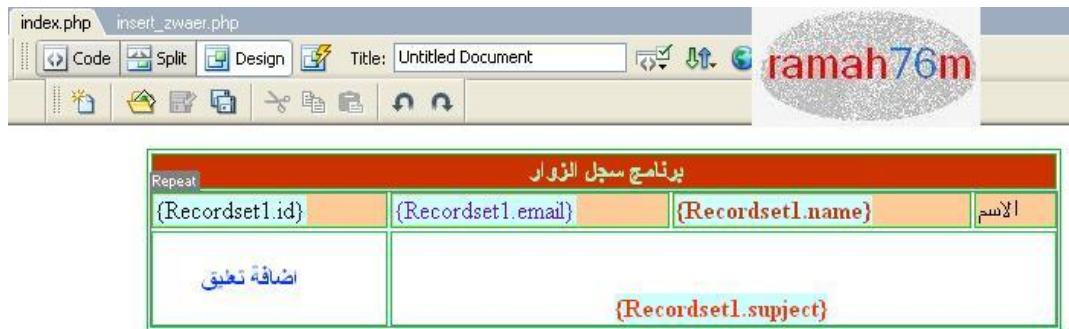 index.php insert_zwaer.php
Code Split Design Title: Untitled Document
ramah76m
برنامج سجل الزوار
Repeat
الاسم {Recordset1.name} {Recordset1.email} {Recordset1.id}
{Recordset1.supject} اضافة تعليق